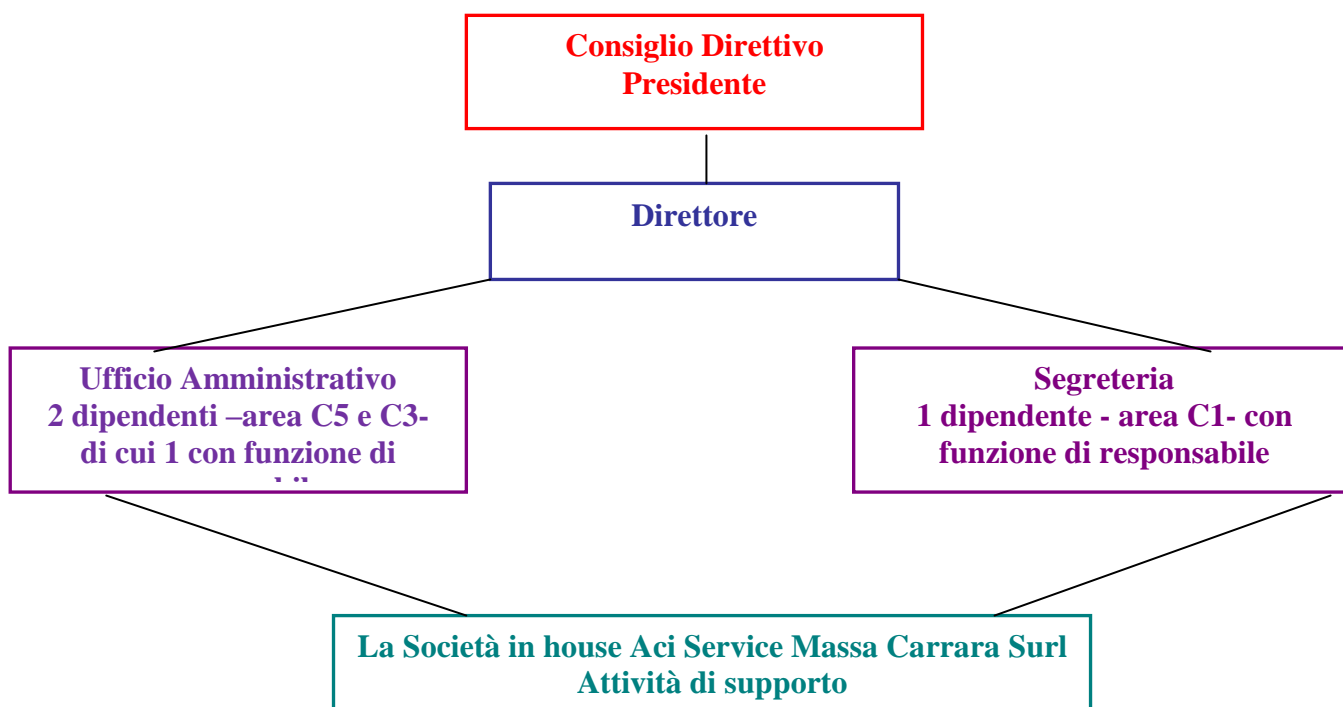 Consiglio Direttivo
Presidente
Direttore
Ufficio Amministrativo
2 dipendenti –area C5 e C3-
di cui 1 con funzione di
Segreteria
1 dipendente - area C1- con
funzione di responsabile
La Società in house Aci Service Massa Carrara Surl
Attività di supporto